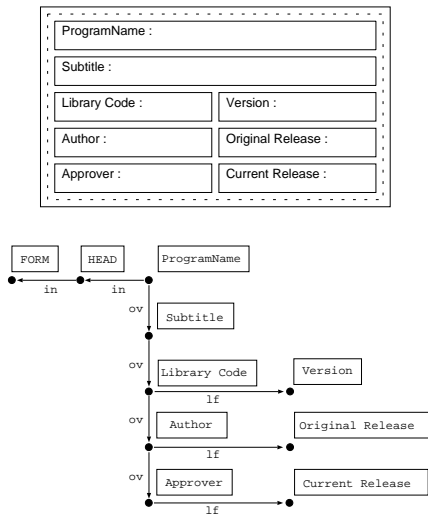 ProgramName :
Subtitle :
Library Code : Version :
Author : Original Release :
Approver : Current Release :
FORM HEAD ProgramName
in in
ov Subtitle
ov Library Code Version
lf
ov Author Original Release
lf
ov Approver Current Release
lf